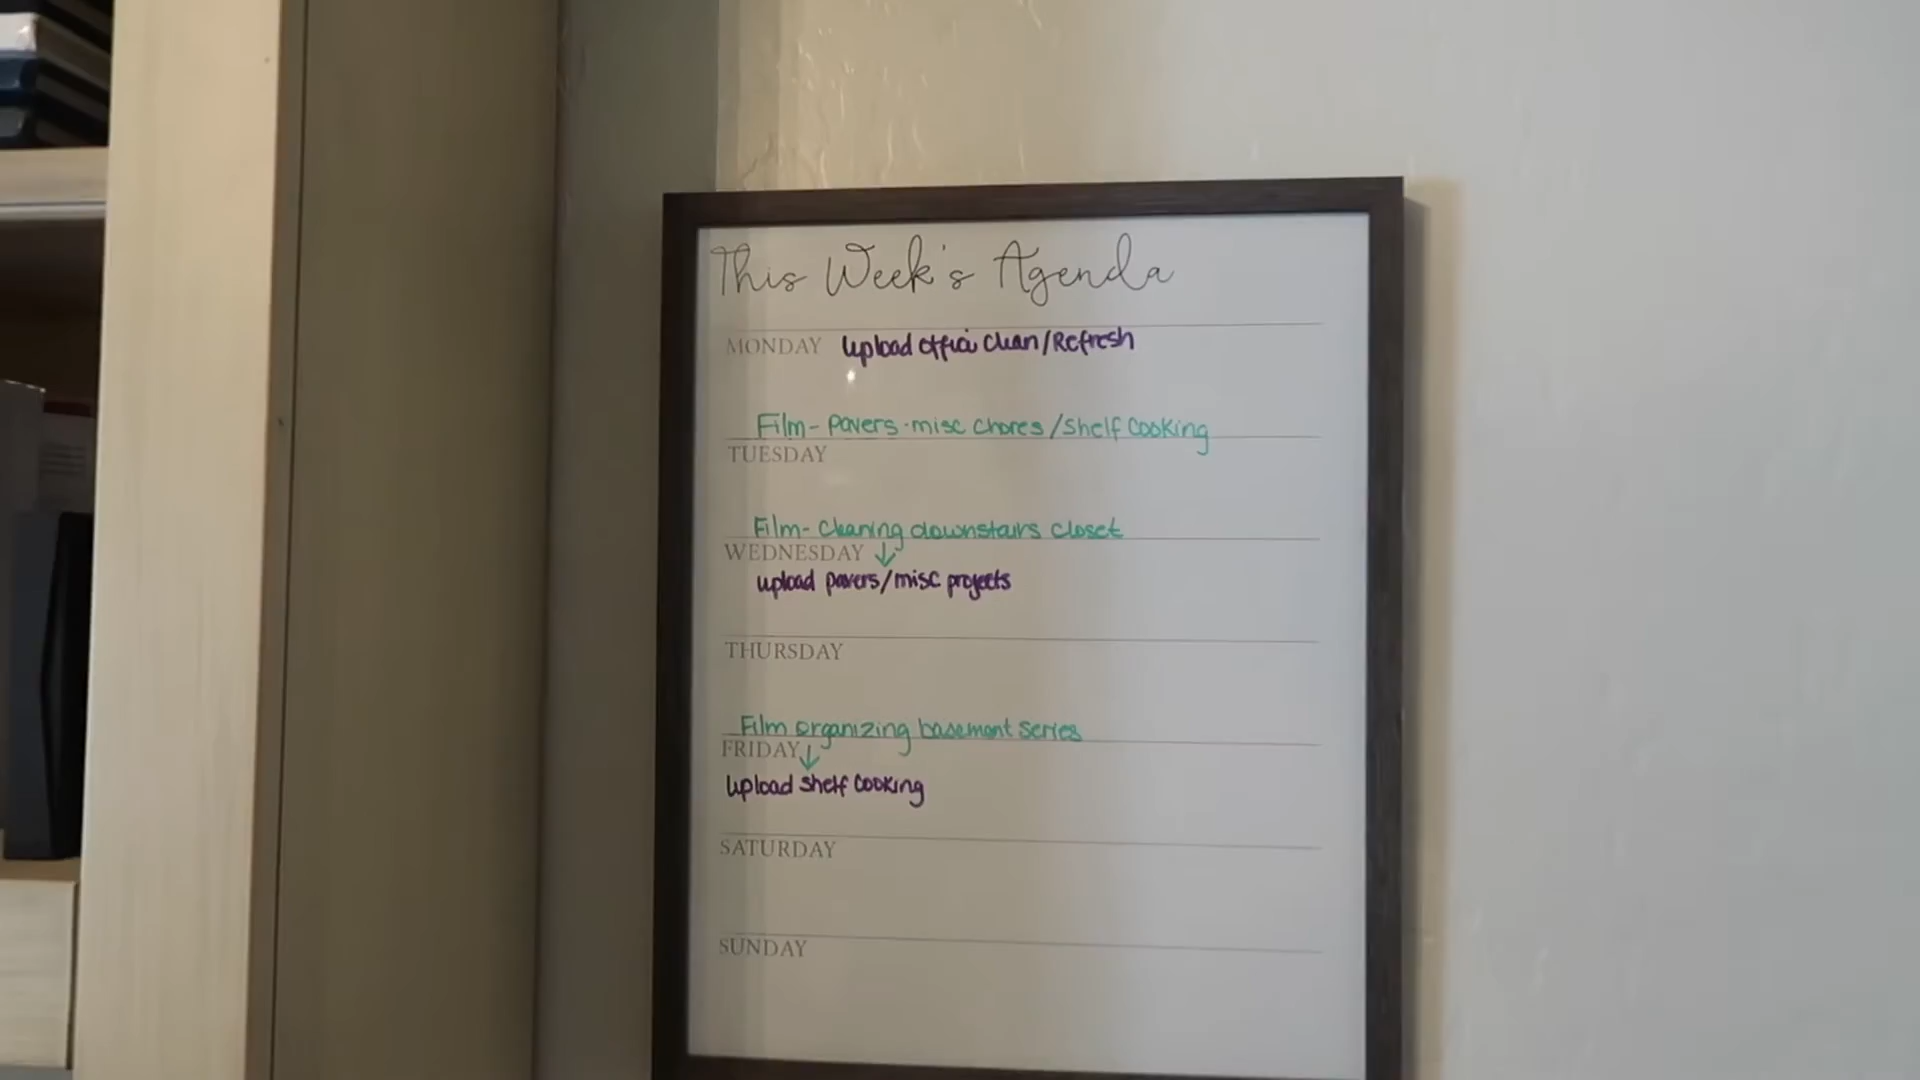 This Week's Agenda
MONDAY upload office clean/Refresh
Film- pavers-misc chores/shelf cooking
TUESDAY
Film- cleaning downstairs closet
WEDNESDAY ↓
upload pavers/misc projects
THURSDAY
Film organizing basement series
FRIDAY ↓
upload shelf cooking
SATURDAY
SUNDAY